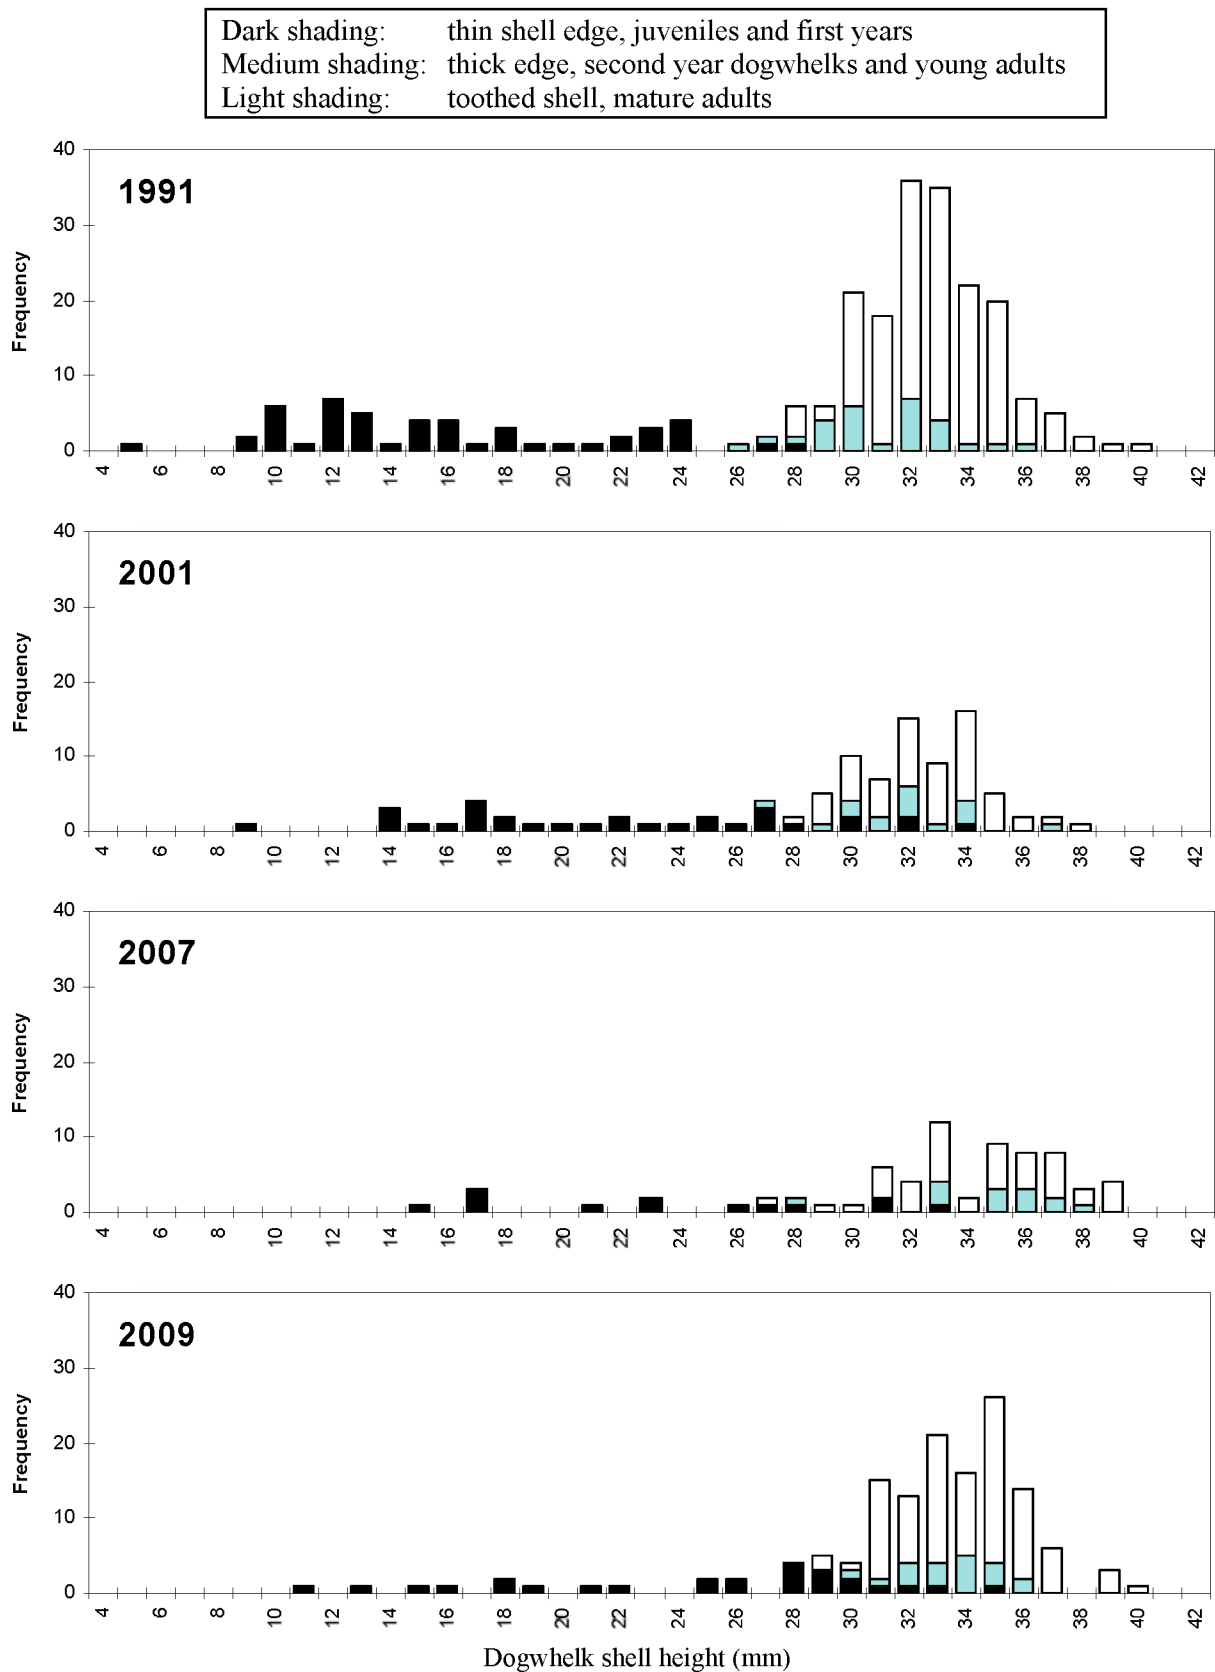 Dark shading: thin shell edge, juveniles and first years
Medium shading: thick edge, second year dogwhelks and young adults
Light shading: toothed shell, mature adults
1991
Frequency
40
30
20
10
0
4 6 8 10 12 14 16 18 20 22 24 26 28 30 32 34 36 38 40 42
2001
Frequency
40
30
20
10
0
4 6 8 10 12 14 16 18 20 22 24 26 28 30 32 34 36 38 40 42
2007
Frequency
40
30
20
10
0
4 6 8 10 12 14 16 18 20 22 24 26 28 30 32 34 36 38 40 42
2009
Frequency
40
30
20
10
0
4 6 8 10 12 14 16 18 20 22 24 26 28 30 32 34 36 38 40 42
Dogwhelk shell height (mm)